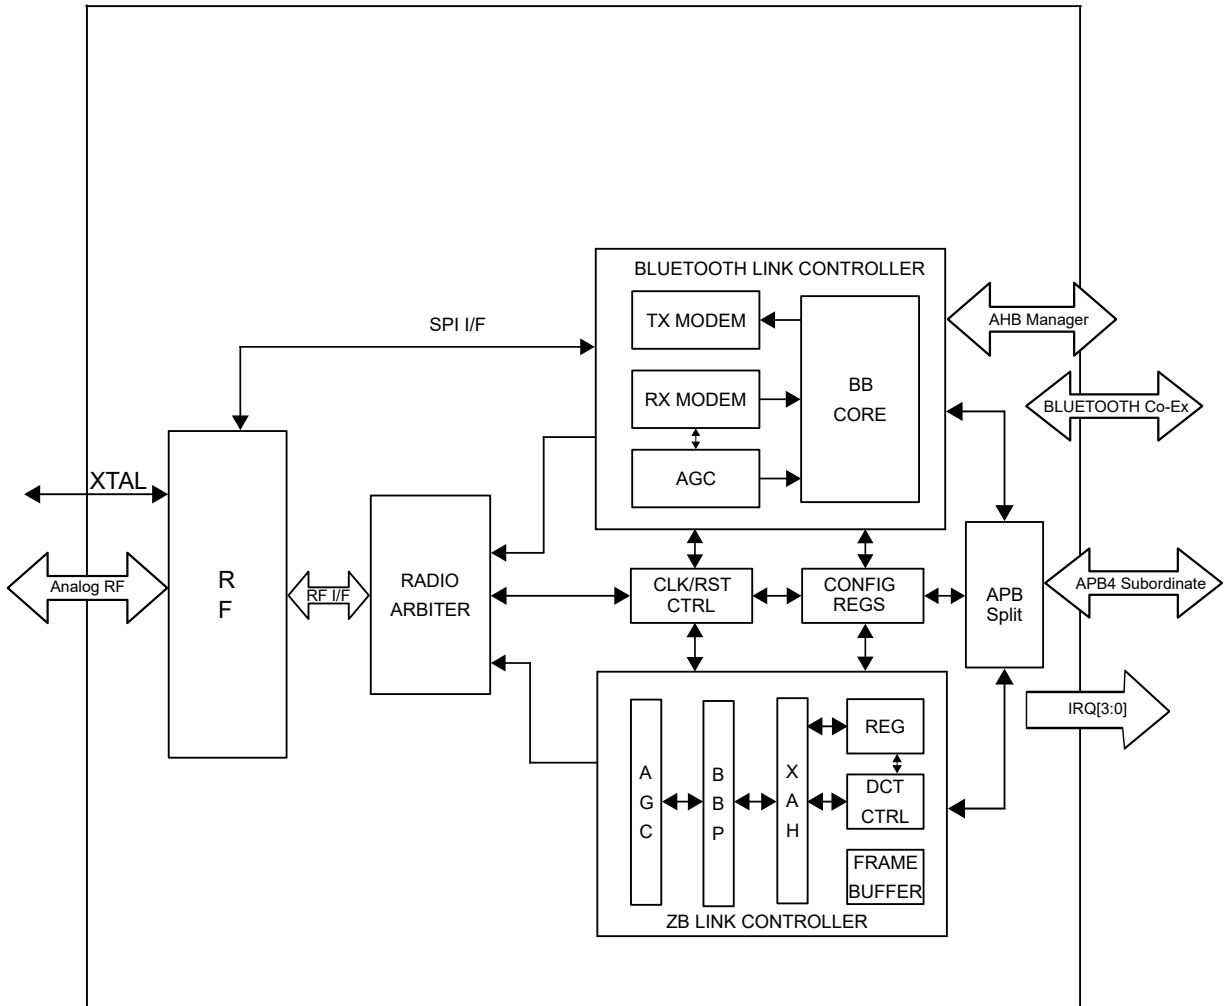 BLUETOOTH LINK CONTROLLER
TX MODEM
RX MODEM
AGC
BB
CORE
SPI I/F
AHB Manager
BLUETOOTH Co-Ex
XTAL
Analog RF
R
F
RF I/F
RADIO
ARBITER
CLK/RST
CTRL
CONFIG
REGS
APB
Split
APB4 Subordinate
IRQ[3:0]
A
G
C
B
B
P
X
A
H
REG
DCT
CTRL
FRAME
BUFFER
ZB LINK CONTROLLER